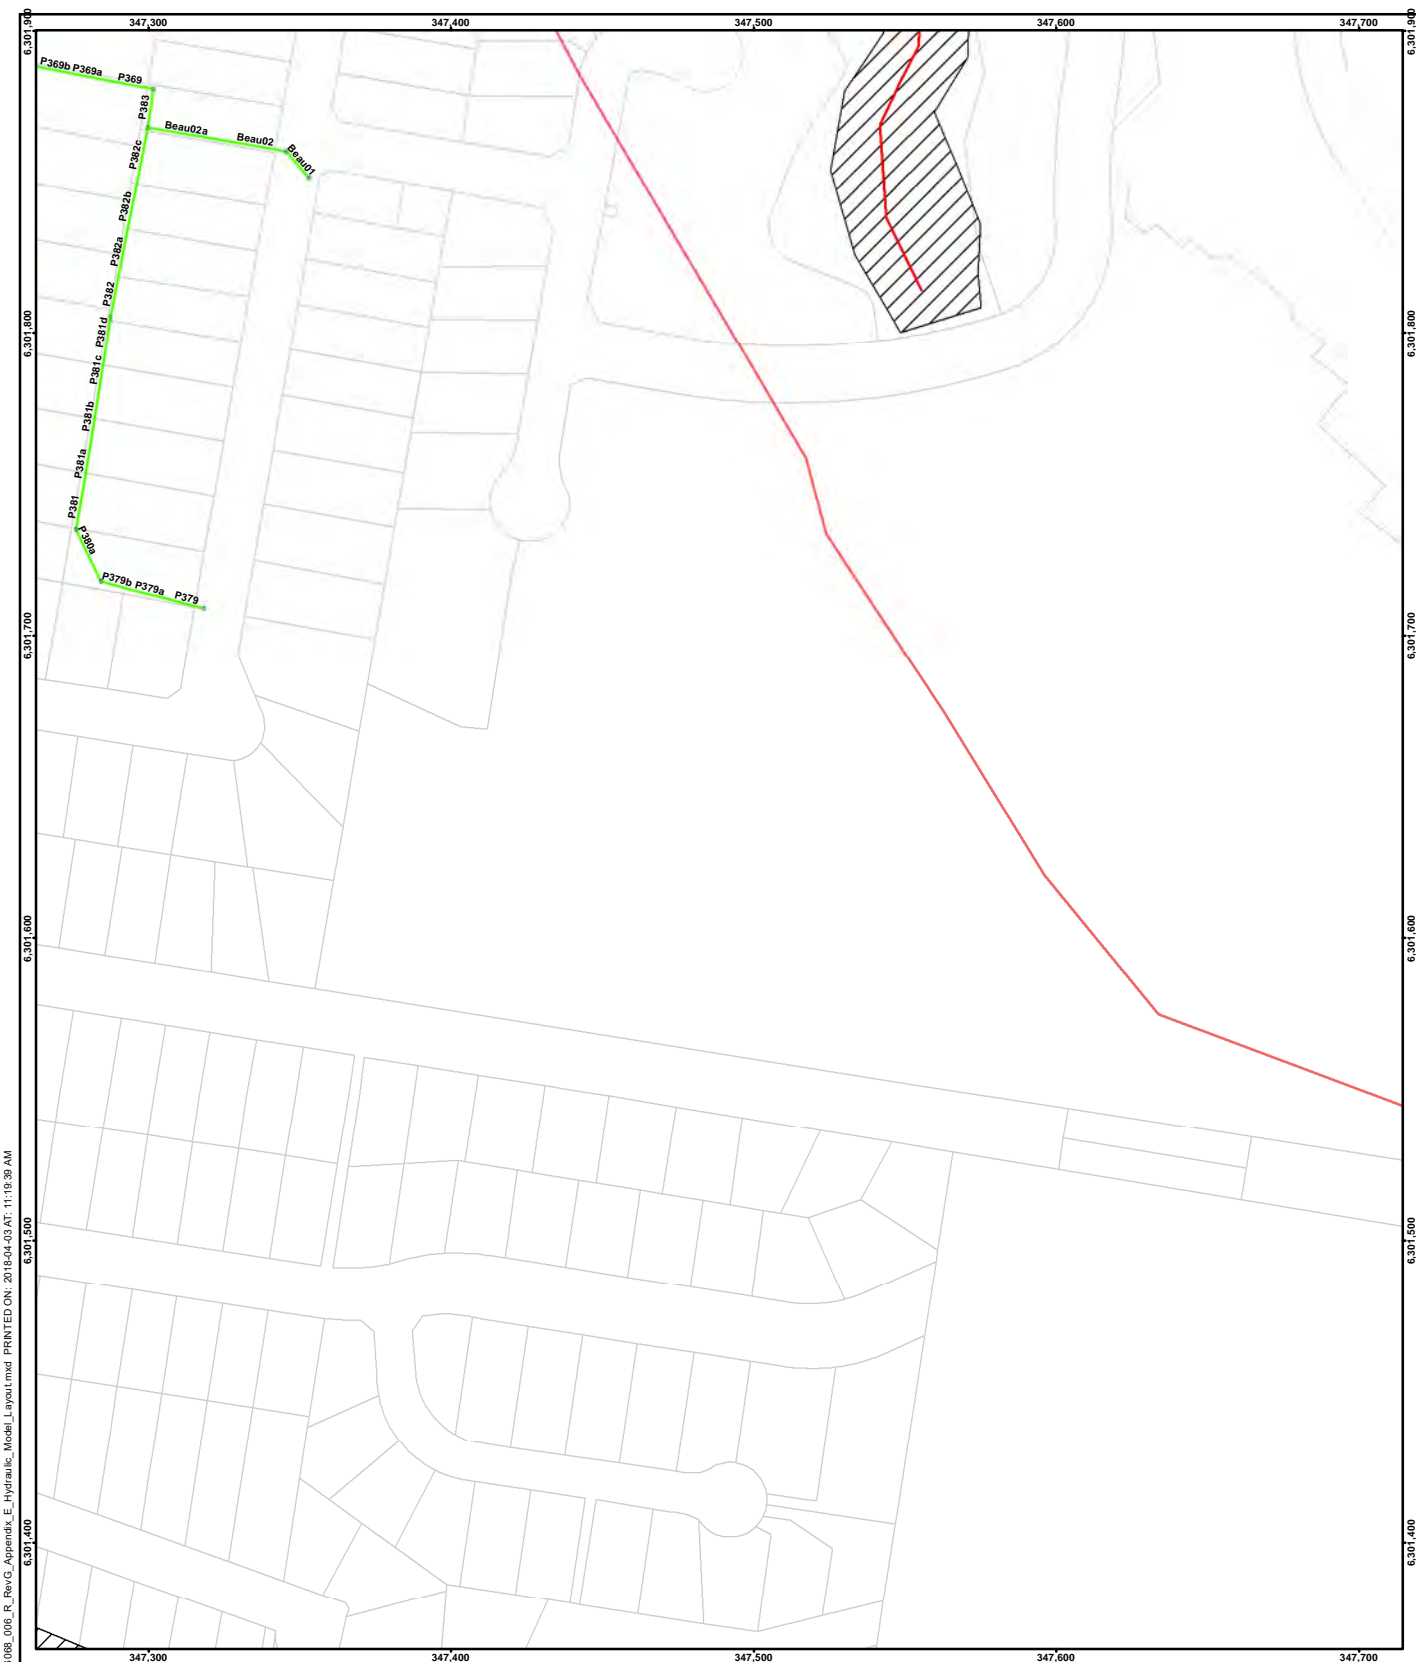 347,300 347,400 347,500 347,600 347,700
6,301,900 6,301,900
P369b P369a P369
P383
Beau02a Beau02
Beau01
P382c
P382b
P382a
P382
P381d
6,301,800 6,301,800
P381c
P381b
P381a
P381
P380a
P379b P379a P379
6,301,700 6,301,700
6,301,600 6,301,600
6,301,500 6,301,500
6,301,400 6,301,400
068_006_R_RevG_Appendix_E_Hydraulic_Model_Layout.mxd PRINTED ON: 2018-04-03 AT: 11:19:39 AM
347,300 347,400 347,500 347,600 347,700